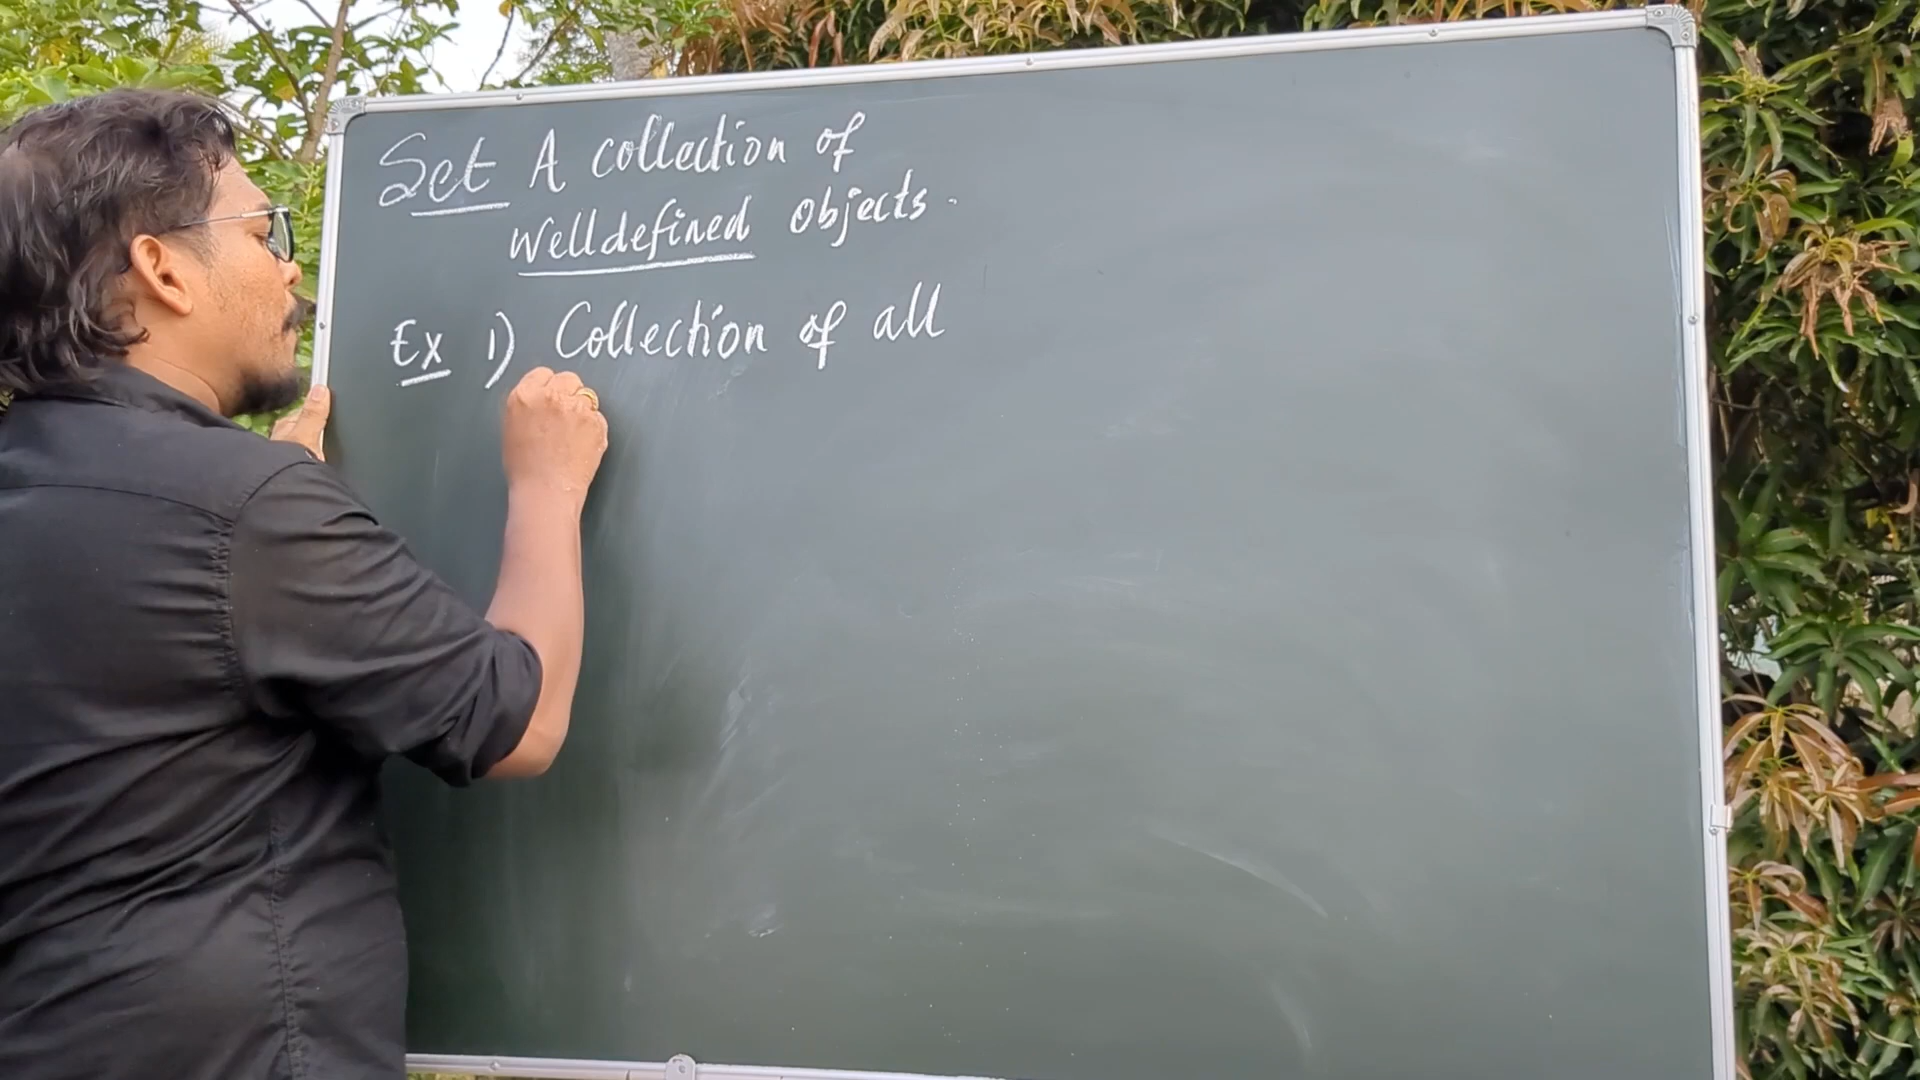 Set A collection of
Welldefined objects.
Ex 1) Collection of all